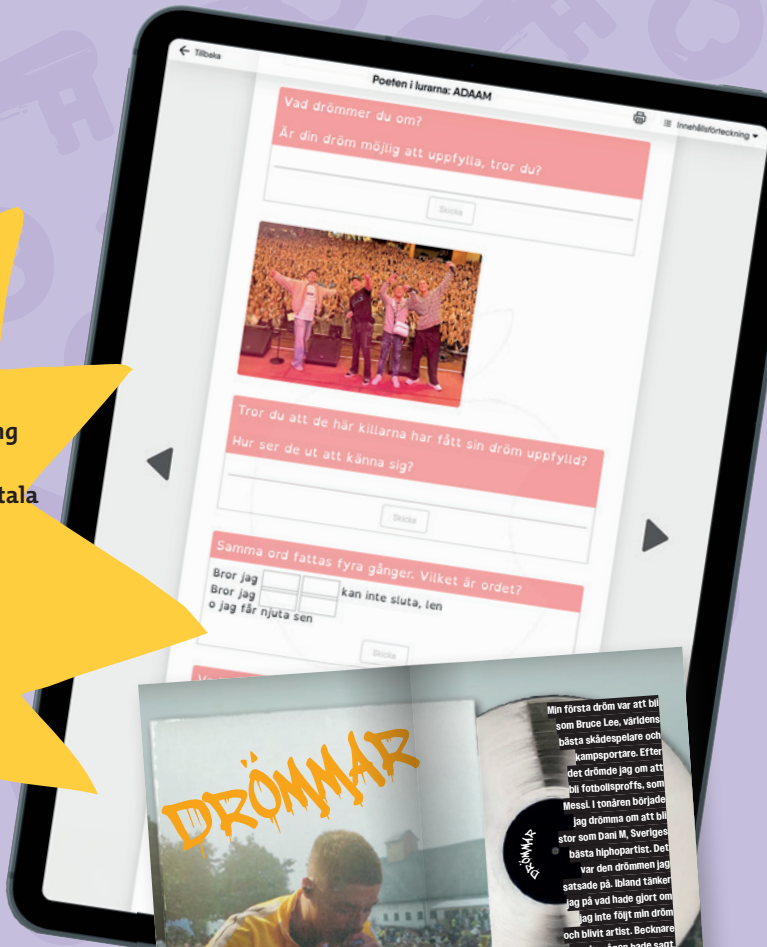 Tillbaka
Poeten i lurarna: ADAAM
Innehållsförteckning
Vad drömmer du om?
Är din dröm möjlig att uppfylla, tror du?
Skicka
Tror du att de här killarna har fått sin dröm uppfylld?
Hur ser de ut att känna sig?
Skicka
ng
tala
Samma ord fattas fyra gånger. Vilket är ordet?
Bror jag
Bror jag kan inte sluta, len
o jag får njuta sen
Skicka
DRÖMMAR
DRÖMMAR
Min första dröm var att bli
som Bruce Lee, världens
bästa skådespelare och
kampsportare. Efter
det drömde jag om att
bli fotbollsproffs, som
Messi. I tonåren började
jag drömma om att bli
stor som Dani M, Sveriges
bästa hiphopartist. Det
var den drömmen jag
satsade på. Ibland tänker
jag på vad hade gjort om
jag inte följt min dröm
och blivit artist. Becknare
någon hade sagt